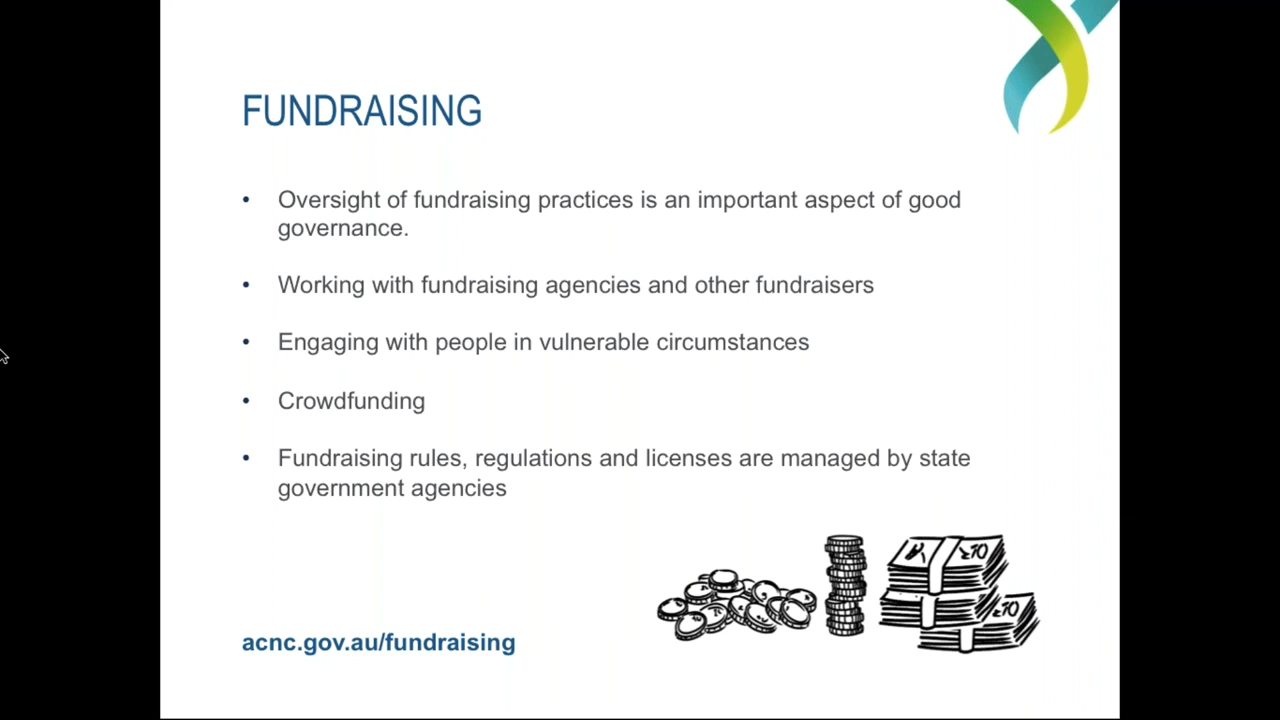 FUNDRAISING
• Oversight of fundraising practices is an important aspect of good
governance.
• Working with fundraising agencies and other fundraisers
• Engaging with people in vulnerable circumstances
• Crowdfunding
• Fundraising rules, regulations and licenses are managed by state
government agencies
acnc.gov.au/fundraising